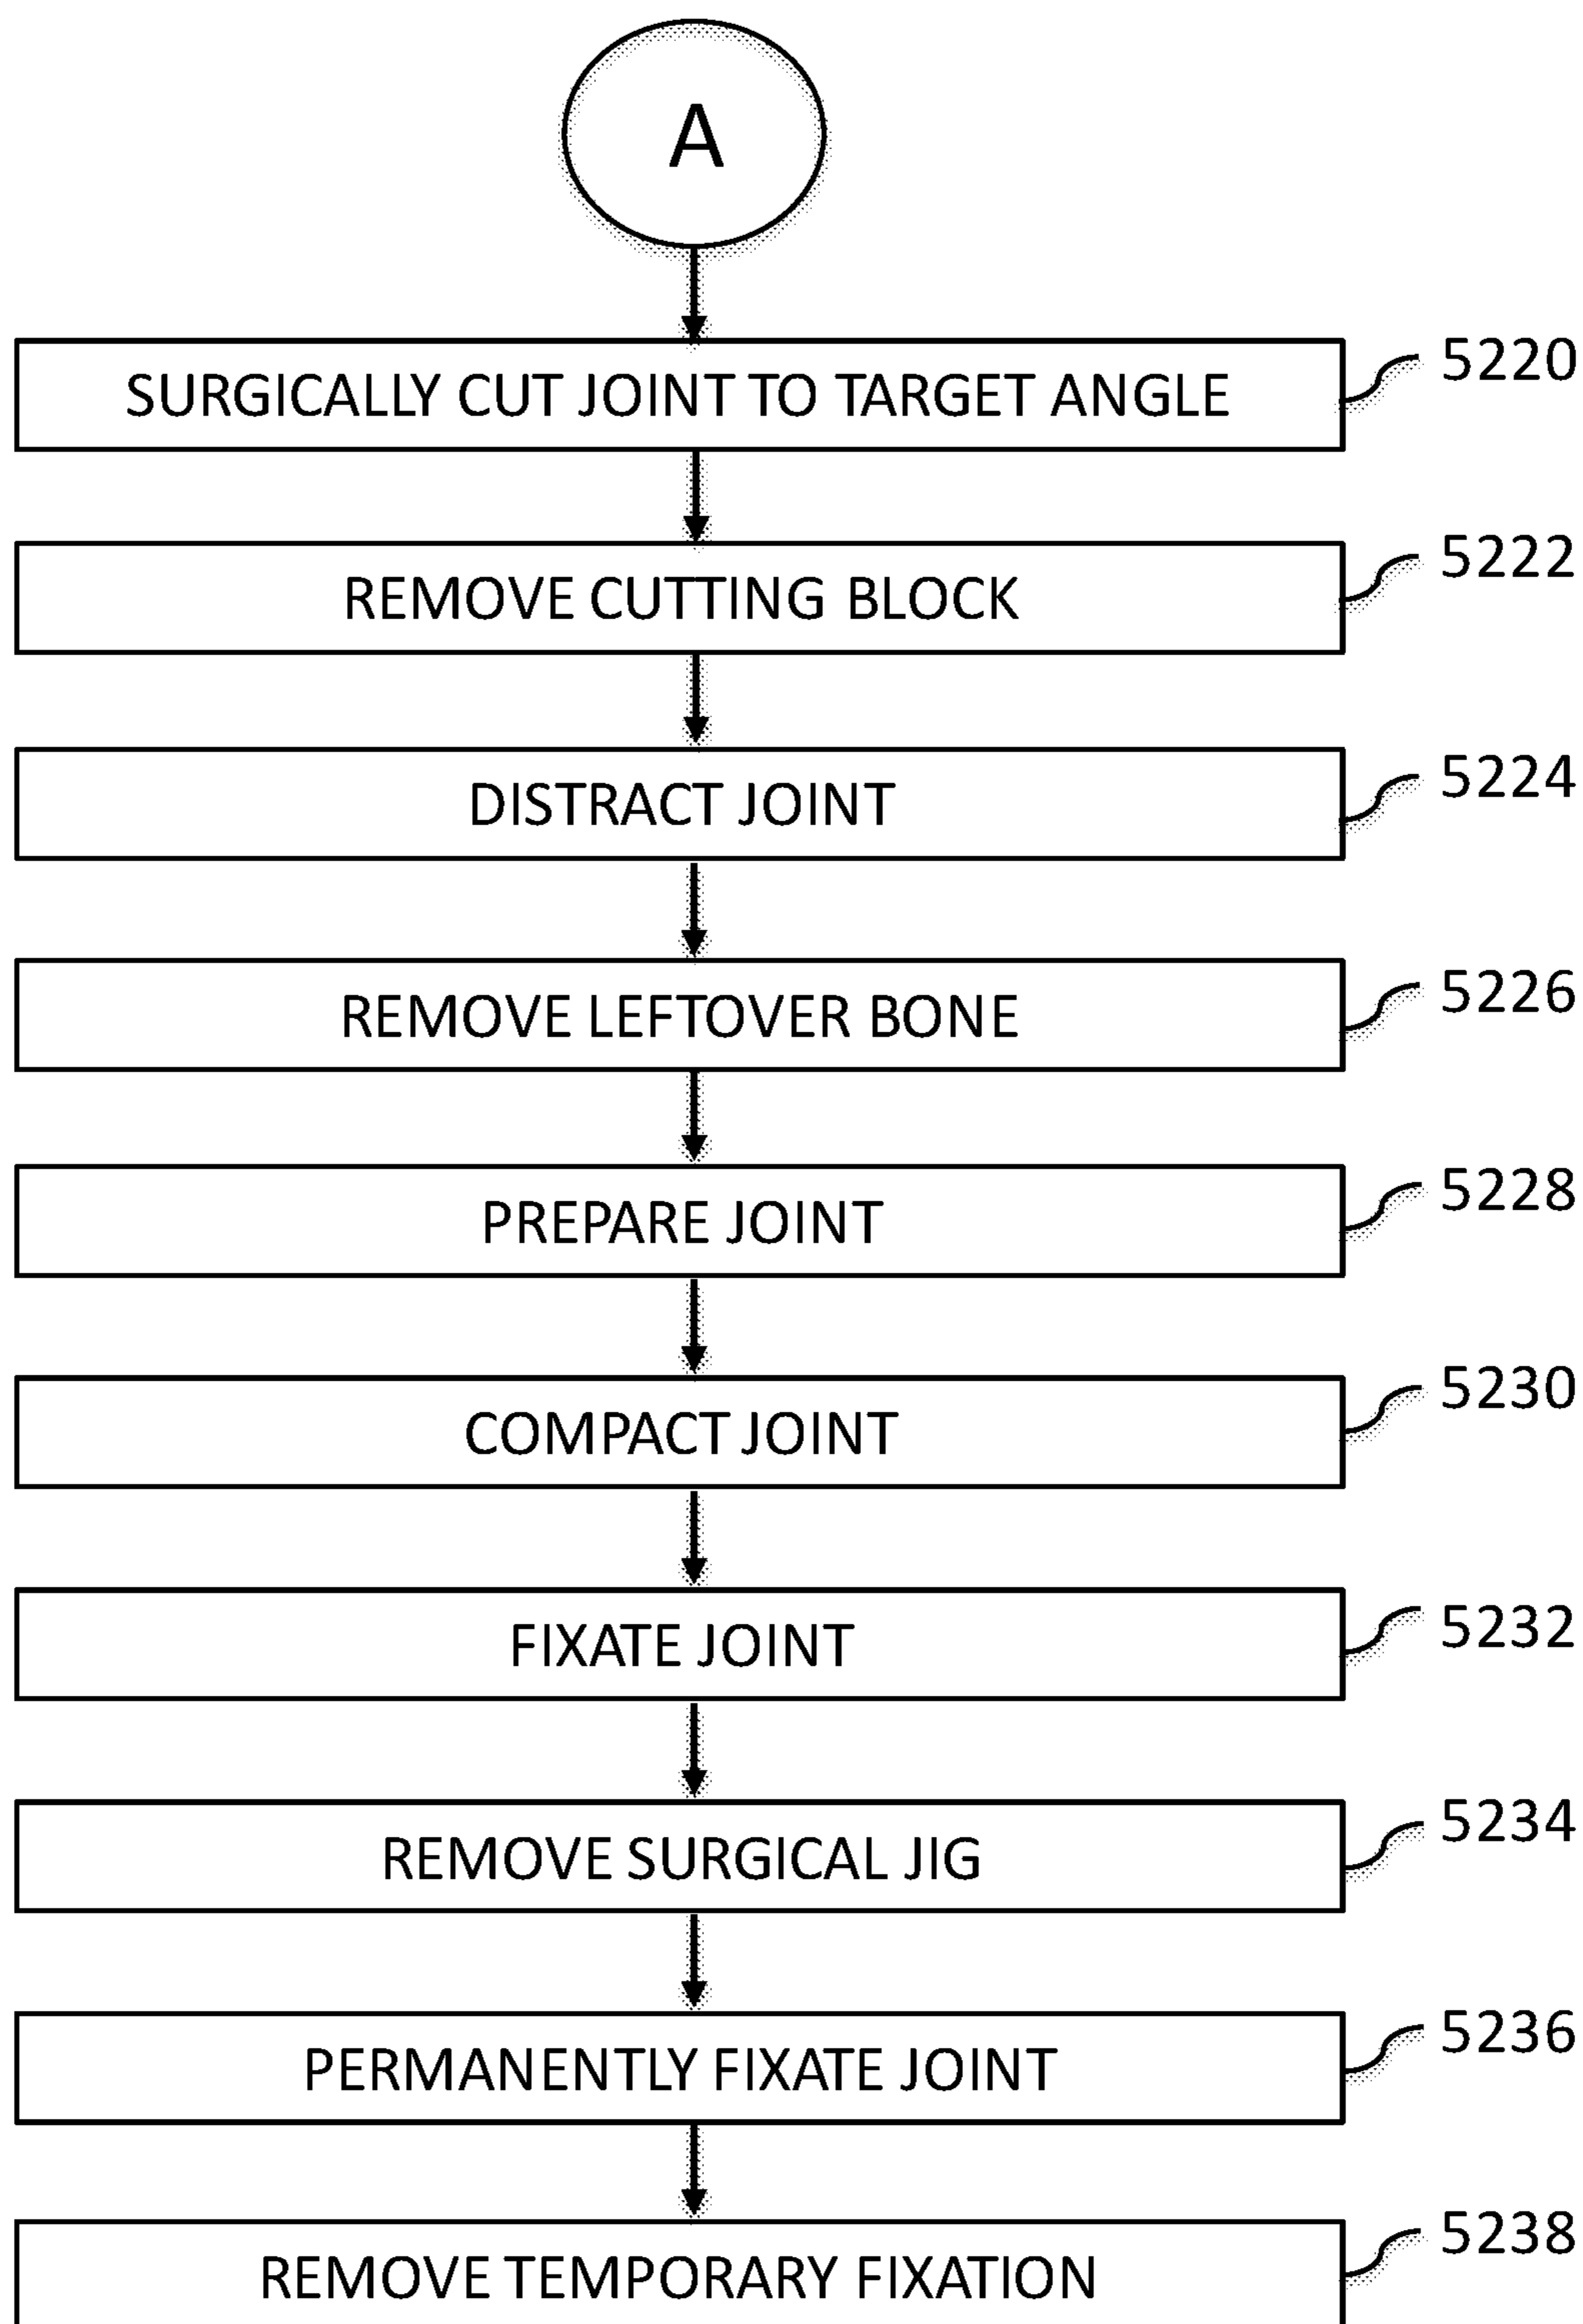 A
SURGICALLY CUT JOINT TO TARGET ANGLE 5220
REMOVE CUTTING BLOCK 5222
DISTRACT JOINT 5224
REMOVE LEFTOVER BONE 5226
PREPARE JOINT 5228
COMPACT JOINT 5230
FIXATE JOINT 5232
REMOVE SURGICAL JIG 5234
PERMANENTLY FIXATE JOINT 5236
REMOVE TEMPORARY FIXATION 5238